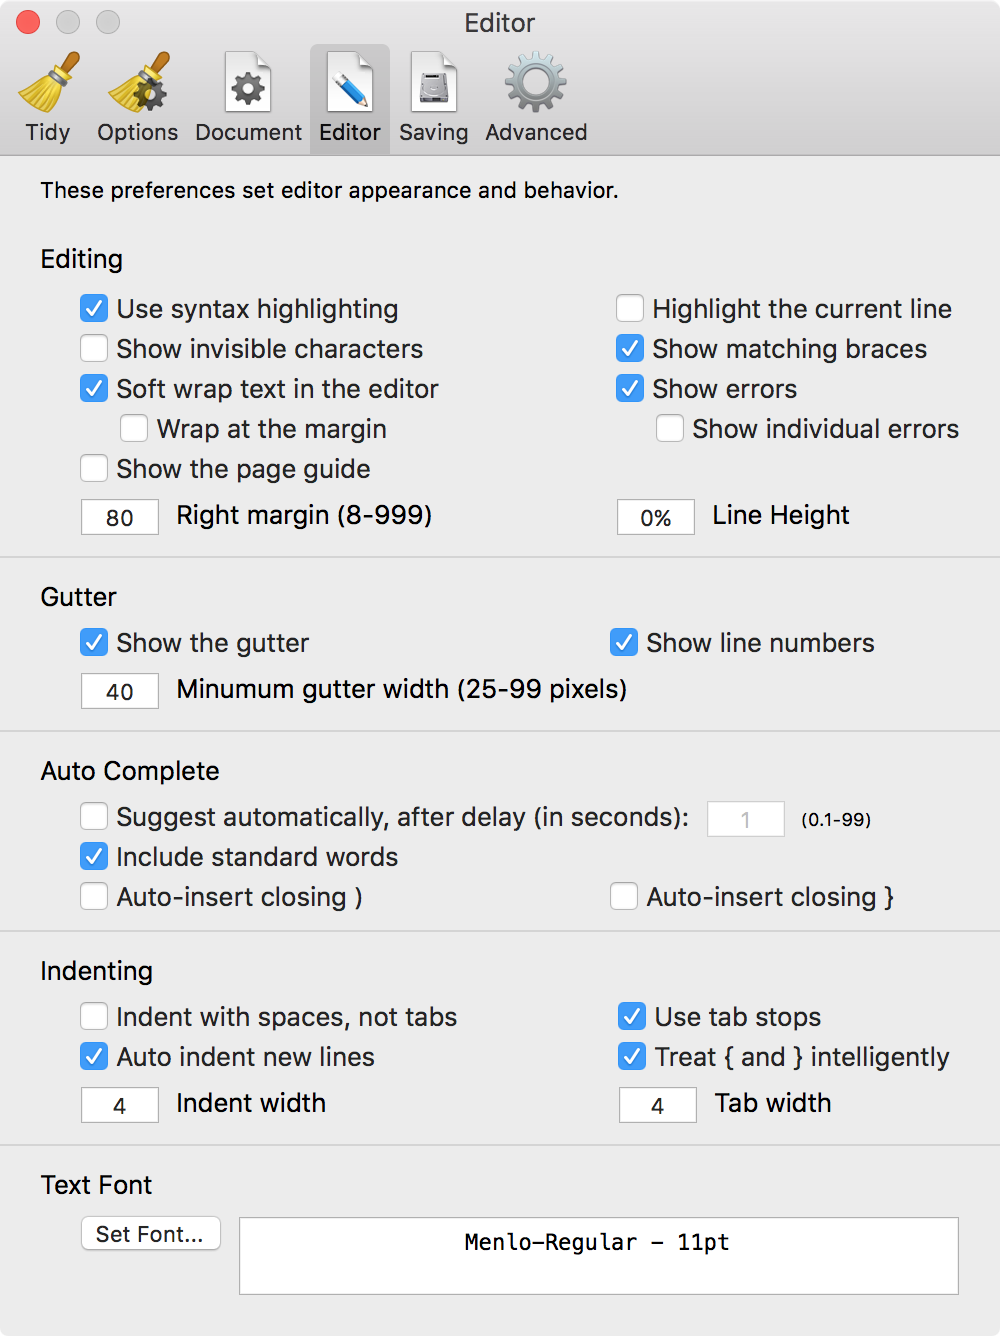 Editor
Tidy Options Document Editor Saving Advanced
These preferences set editor appearance and behavior.
Editing
Use syntax highlighting Highlight the current line
Show invisible characters Show matching braces
Soft wrap text in the editor Show errors
Wrap at the margin Show individual errors
Show the page guide
80 Right margin (8-999) 0% Line Height
Gutter
Show the gutter Show line numbers
40 Minumum gutter width (25-99 pixels)
Auto Complete
Suggest automatically, after delay (in seconds): 1 (0.1-99)
Include standard words
Auto-insert closing ) Auto-insert closing }
Indenting
Indent with spaces, not tabs Use tab stops
Auto indent new lines Treat { and } intelligently
4 Indent width 4 Tab width
Text Font
Set Font... Menlo-Regular - 11pt